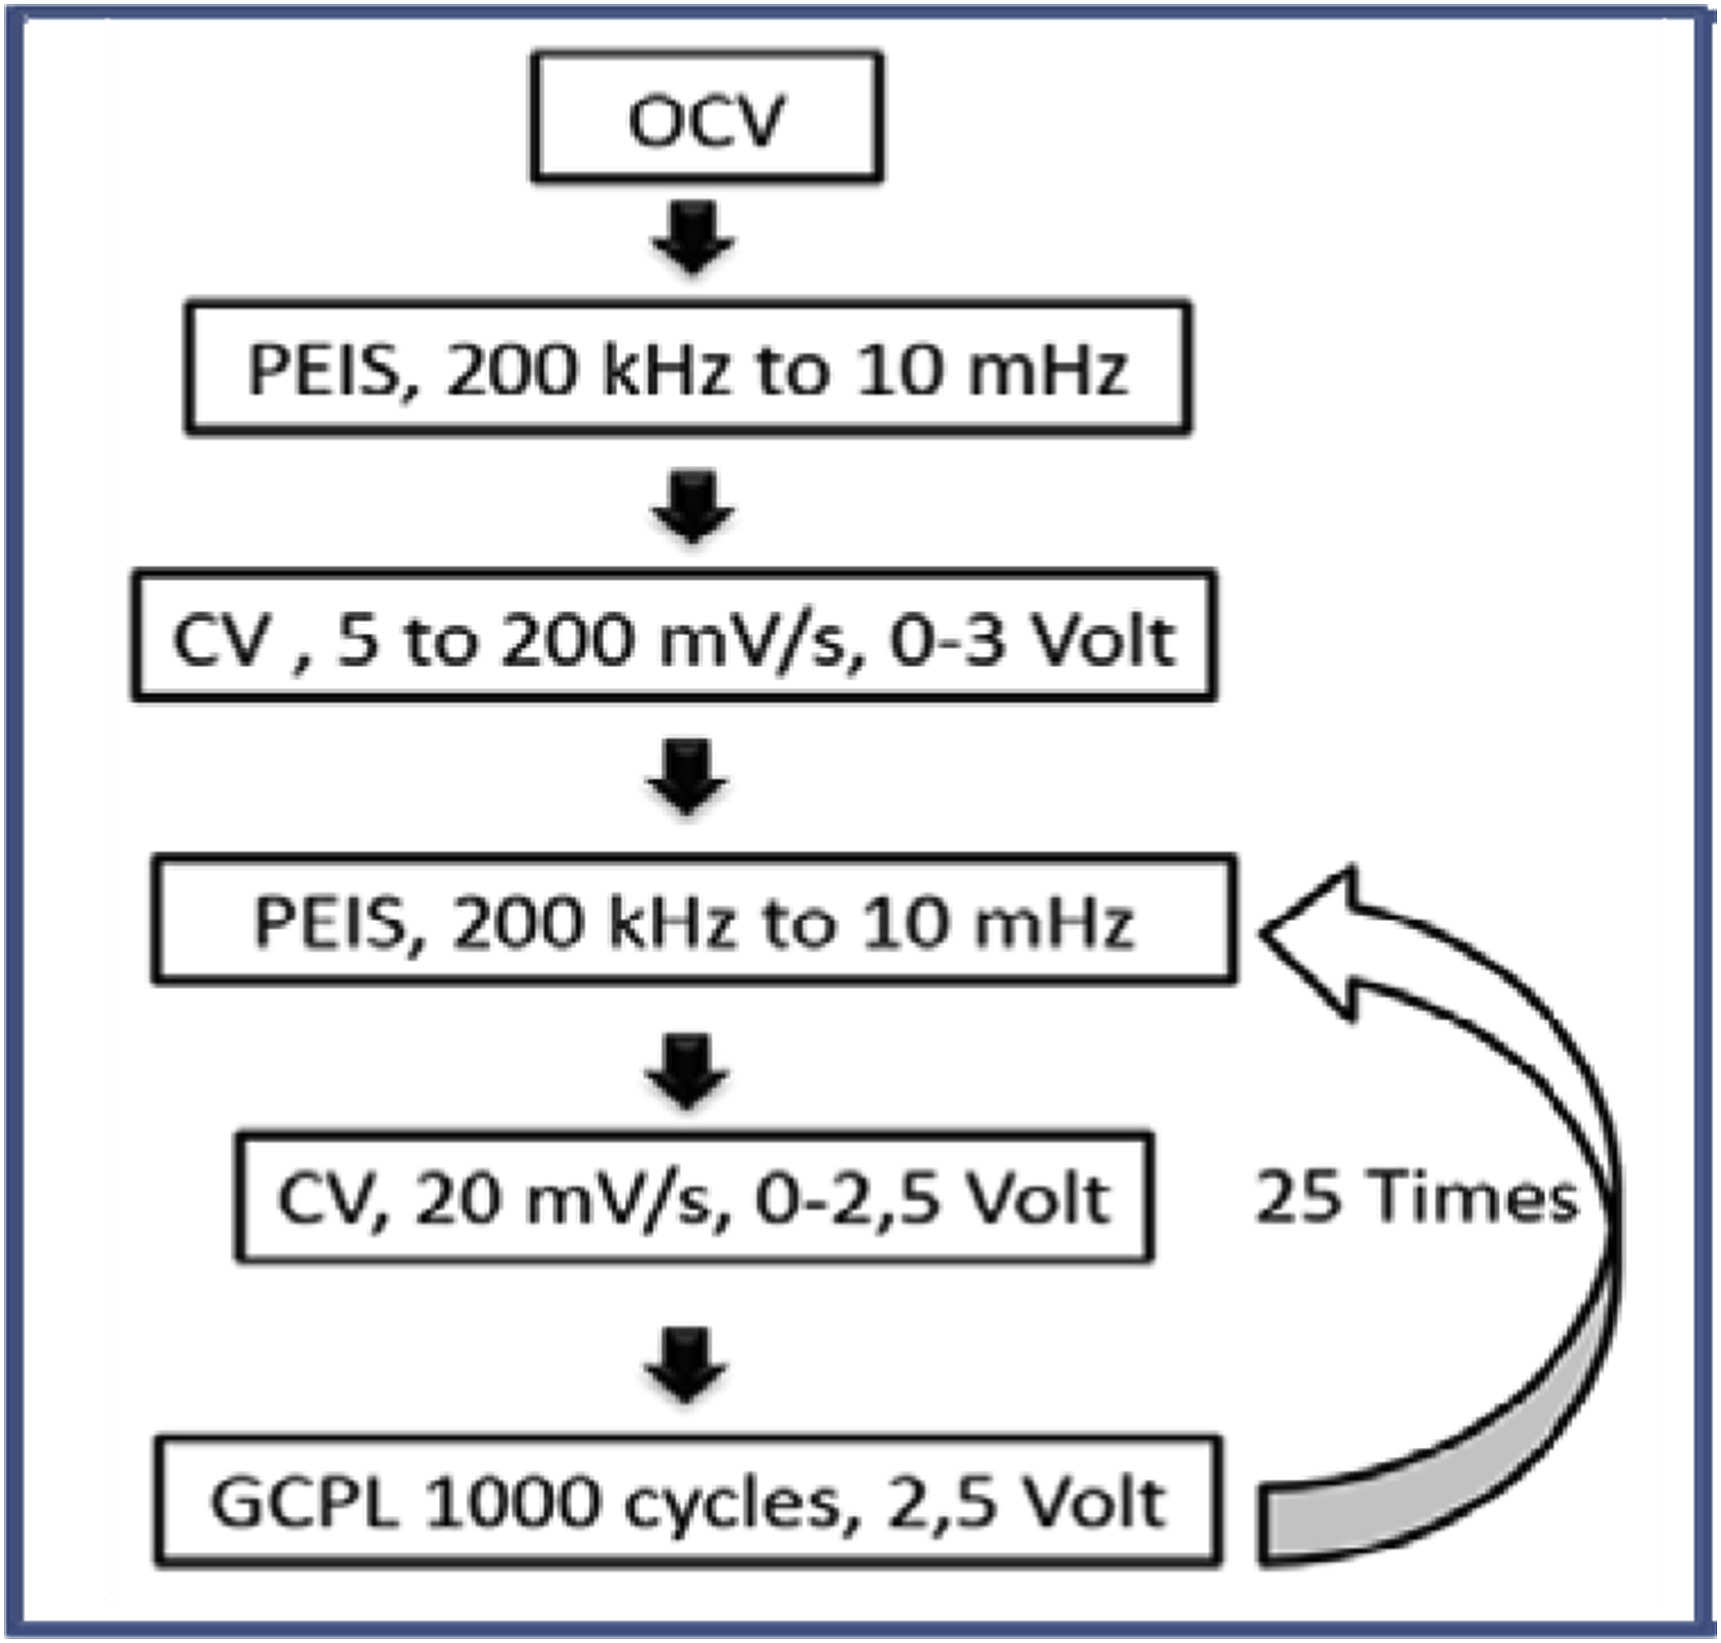 OCV
PEIS, 200 kHz to 10 mHz
CV , 5 to 200 mV/s, 0-3 Volt
PEIS, 200 kHz to 10 mHz
CV, 20 mV/s, 0-2,5 Volt
25 Times
GCPL 1000 cycles, 2,5 Volt